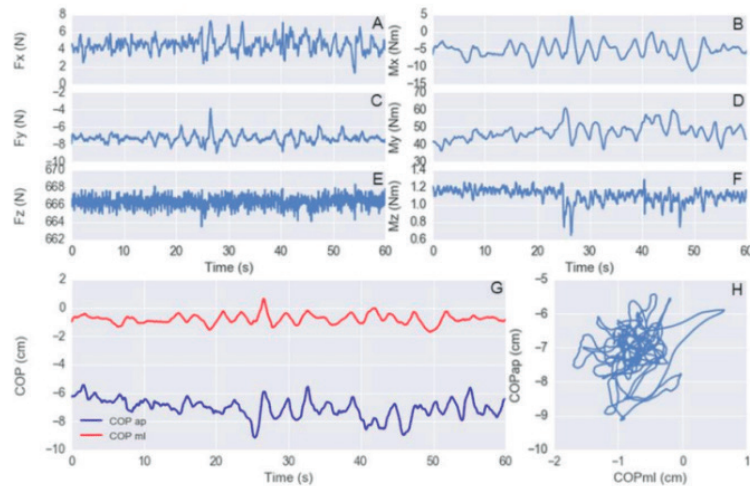 8
6
4
2
0
Fx (N)
A
5
0
−5
−10
−15
Mx (Nm)
B
−2
−4
−6
−8
−10
Fy (N)
C
70
60
50
40
30
My (Nm)
D
670
668
666
664
662
Fz (N)
E
0 10 20 30 40 50 60
Time (s)
1.4
1.2
1.0
0.8
0.6
Mz (Nm)
F
0 10 20 30 40 50 60
Time (s)
2
0
−2
−4
−6
−8
−10
COP (cm)
G
COP ap
COP ml
0 10 20 30 40 50 60
Time (s)
−5
−6
−7
−8
−9
−10
COPap (cm)
H
−2 −1 0 1
COPml (cm)